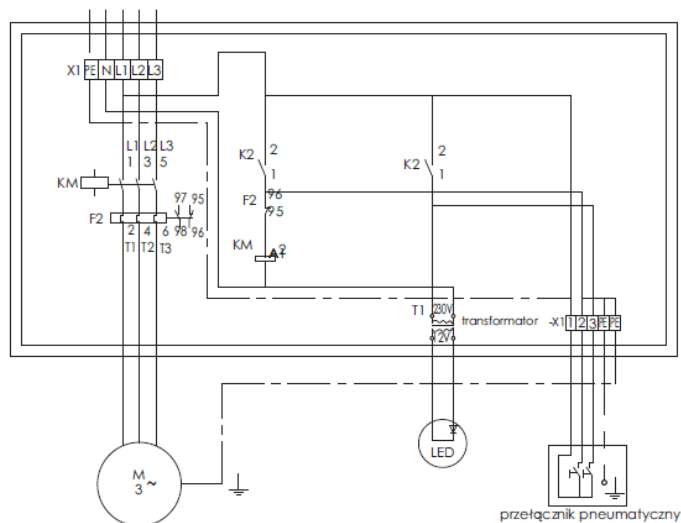 X1 PE N L1 L2 L3
L1 L2 L3
1 3 5
KM
F2
97 95
98 96
2 4 6
T1 T2 T3
K2
2
1
F2
96
95
KM
K2
2
1
T1
230V
12V
transformator
-X1 1 2 3 PE PE
M
3 ~
LED
przełącznik pneumatyczny